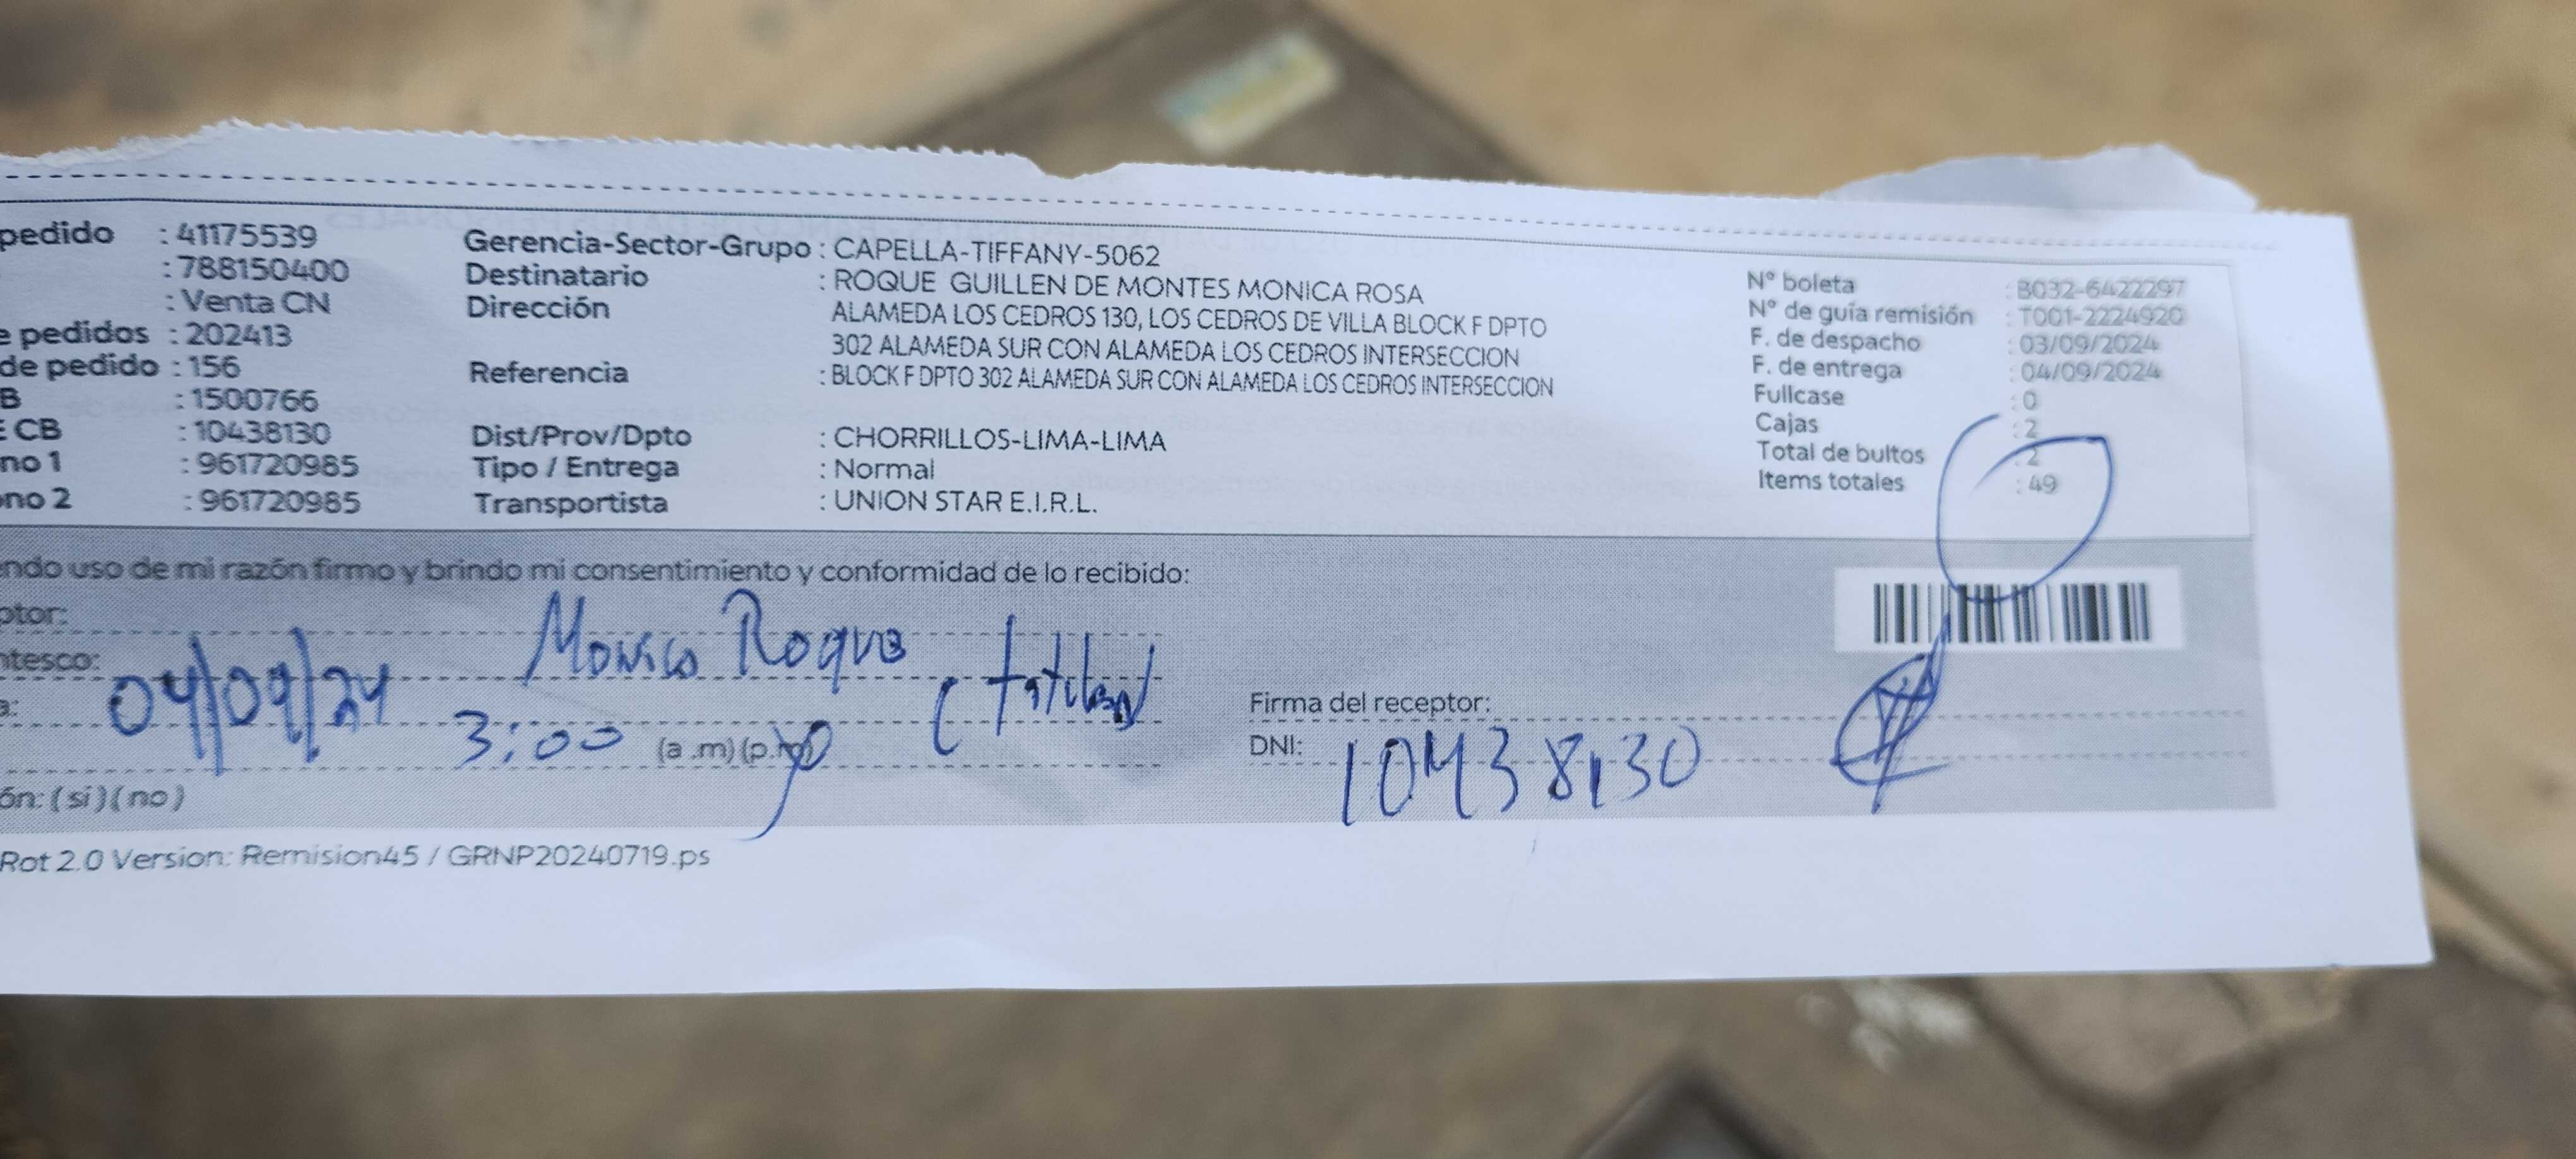 pedido : 41175539
: 788150400
: Venta CN
e pedidos : 202413
de pedido : 156
B : 1500766
E CB : 10438130
no 1 : 961720985
ono 2 : 961720985
Gerencia-Sector-Grupo : CAPELLA-TIFFANY-5062
Destinatario : ROQUE GUILLEN DE MONTES MONICA ROSA
Dirección ALAMEDA LOS CEDROS 130, LOS CEDROS DE VILLA BLOCK F DPTO
302 ALAMEDA SUR CON ALAMEDA LOS CEDROS INTERSECCION
Referencia : BLOCK F DPTO 302 ALAMEDA SUR CON ALAMEDA LOS CEDROS INTERSECCION
Dist/Prov/Dpto : CHORRILLOS-LIMA-LIMA
Tipo / Entrega : Normal
Transportista : UNION STAR E.I.R.L.
N° boleta : B032-6422297
N° de guía remisión : T001-2224920
F. de despacho : 03/09/2024
F. de entrega : 04/09/2024
Fullcase : 0
Cajas : 2
Total de bultos : 2
Items totales : 49
endo uso de mi razón firmo y brindo mi consentimiento y conformidad de lo recibido:
ptor: Monica Roque
ntesco: (titular)
a: 04/09/24 3:00 (a .m) (p.m)
Firma del receptor:
DNI: 10438130
ón: ( si ) ( no )
Rot 2.0 Version: Remision45 / GRNP20240719.ps